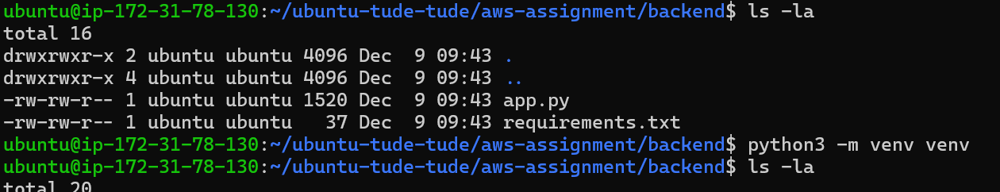 ubuntu@ip-172-31-78-130:~/ubuntu-tude-tude/aws-assignment/backend$ ls -la
total 16
drwxrwxr-x 2 ubuntu ubuntu 4096 Dec  9 09:43 .
drwxrwxr-x 4 ubuntu ubuntu 4096 Dec  9 09:43 ..
-rw-rw-r-- 1 ubuntu ubuntu 1520 Dec  9 09:43 app.py
-rw-rw-r-- 1 ubuntu ubuntu   37 Dec  9 09:43 requirements.txt
ubuntu@ip-172-31-78-130:~/ubuntu-tude-tude/aws-assignment/backend$ python3 -m venv venv
ubuntu@ip-172-31-78-130:~/ubuntu-tude-tude/aws-assignment/backend$ ls -la
total 20